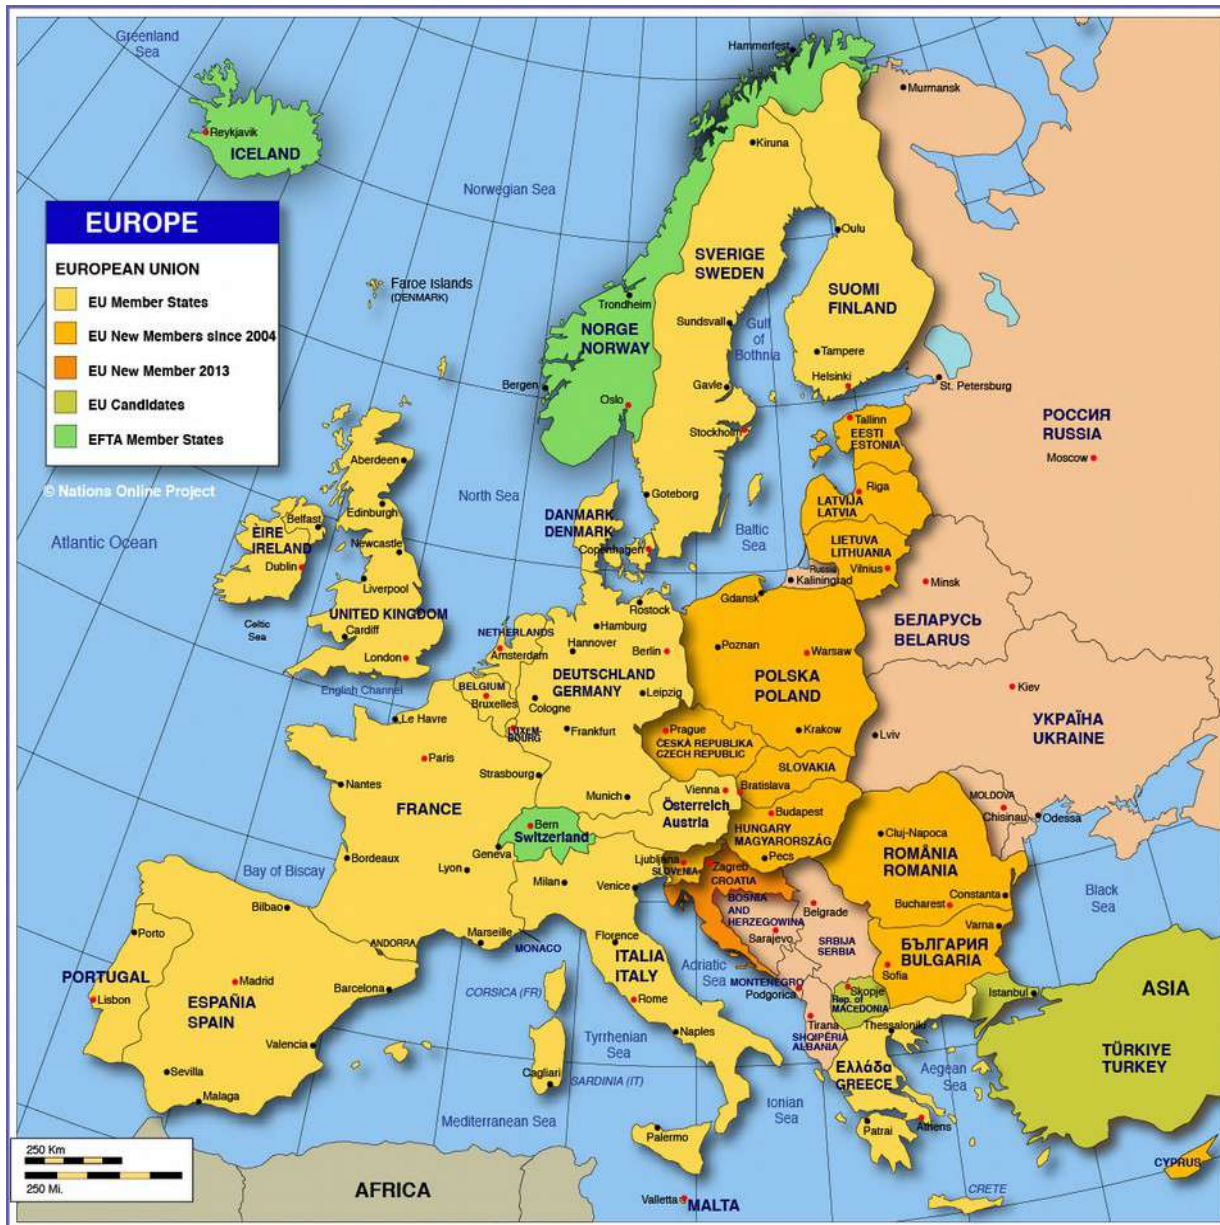 Greenland
Sea
Hammerfest
Murmansk
Reykjavik
ICELAND
Kiruna
Norwegian Sea
EUROPE
EUROPEAN UNION
EU Member States
EU New Members since 2004
EU New Member 2013
EU Candidates
EFTA Member States
© Nations Online Project
Oulu
SVERIGE
SWEDEN
SUOMI
FINLAND
Faroe Islands
(DENMARK)
Trondheim
NORGE
NORWAY
Sundsvall
Gulf
of
Bothnia
Tampere
Helsinki
St. Petersburg
Bergen
Oslo
Gavle
Stockholm
Tallinn
EESTI
ESTONIA
РОССИЯ
RUSSIA
Moscow
Aberdeen
North Sea
Goteborg
Riga
LATVIJA
LATVIA
Edinburgh
DANMARK
DENMARK
Copenhagen
Baltic
Sea
LIETUVA
LITHUANIA
Vilnius
Russia
Kaliningrad
Minsk
БЕЛАРУСЬ
BELARUS
Atlantic Ocean
Belfast
ÈIRE
IRELAND
Dublin
Newcastle
Liverpool
UNITED KINGDOM
Cardiff
London
Celtic
Sea
English Channel
NETHERLANDS
Amsterdam
Rostock
Hamburg
Hannover
Berlin
DEUTSCHLAND
GERMANY
Leipzig
Cologne
Frankfurt
Munich
Gdansk
Poznan
Warsaw
POLSKA
POLAND
Krakow
Lviv
Kiev
УКРАЇНА
UKRAINE
BELGIUM
Bruxelles
LUXEM-
BOURG
Le Havre
Paris
Strasbourg
Nantes
FRANCE
Prague
ČESKÁ REPUBLIKA
CZECH REPUBLIC
SLOVAKIA
Bratislava
Vienna
Österreich
Austria
Budapest
HUNGARY
MAGYARORSZÁG
Pecs
MOLDOVA
Chisinau
Odessa
Bern
Switzerland
Geneva
Lyon
Bordeaux
Bay of Biscay
Milan
Venice
Ljubljana
SLOVENIA
Zagreb
CROATIA
BOSNIA
AND
HERZEGOWINA
Sarajevo
Belgrade
SRBIJA
SERBIA
Cluj-Napoca
ROMÂNIA
ROMANIA
Bucharest
Constanta
Varna
БЪЛГАРИЯ
BULGARIA
Sofia
Black
Sea
Bilbao
Porto
PORTUGAL
Lisbon
Madrid
ESPAÑIA
SPAIN
ANDORRA
Barcelona
Valencia
Sevilla
Malaga
Marseille
MONACO
Florence
ITALIA
ITALY
Rome
Naples
CORSICA (FR)
Adriatic
Sea
Tyrrhenian
Sea
Cagliari
SARDINIA (IT)
Palermo
MONTENEGRO
Podgorica
Skopje
Rep. of
MACEDONIA
Tirana
SHQIPËRIA
ALBANIA
Thessaloniki
Ελλάδα
GREECE
Patrai
Athens
Aegean
Sea
Ionian
Sea
Istanbul
ASIA
TÜRKIYE
TURKEY
CYPRUS
CRETE
Mediterranean Sea
Valletta
MALTA
AFRICA
250 Km
250 Mi.